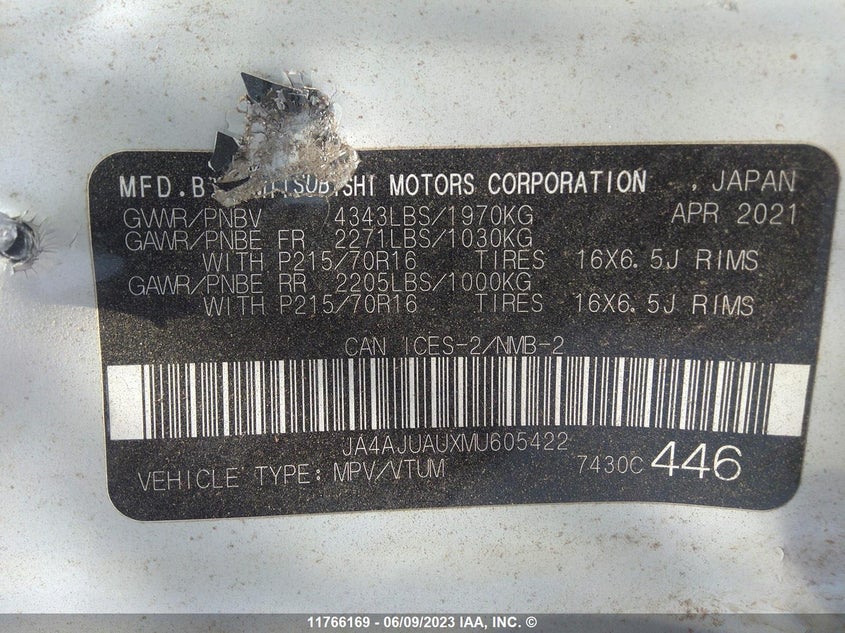 MFD.BY MITSUBISHI MOTORS CORPORATION , JAPAN
GVWR/PNBV 4343LBS/1970KG APR 2021
GAWR/PNBE FR 2271LBS/1030KG
WITH P215/70R16 TIRES 16X6.5J RIMS
GAWR/PNBE RR 2205LBS/1000KG
WITH P215/70R16 TIRES 16X6.5J RIMS
CAN ICES-2/NMB-2
JA4AJUAUXMU605422
VEHICLE TYPE: MPV/VTUM 7430C 446
11766169 - 06/09/2023 IAA, INC. ©